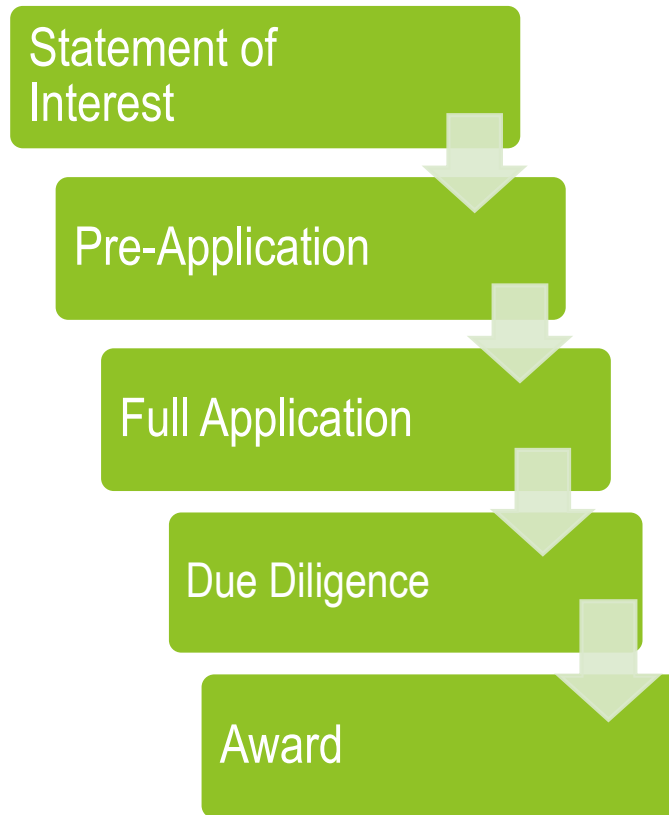 Statement of
Interest
Pre-Application
Full Application
Due Diligence
Award